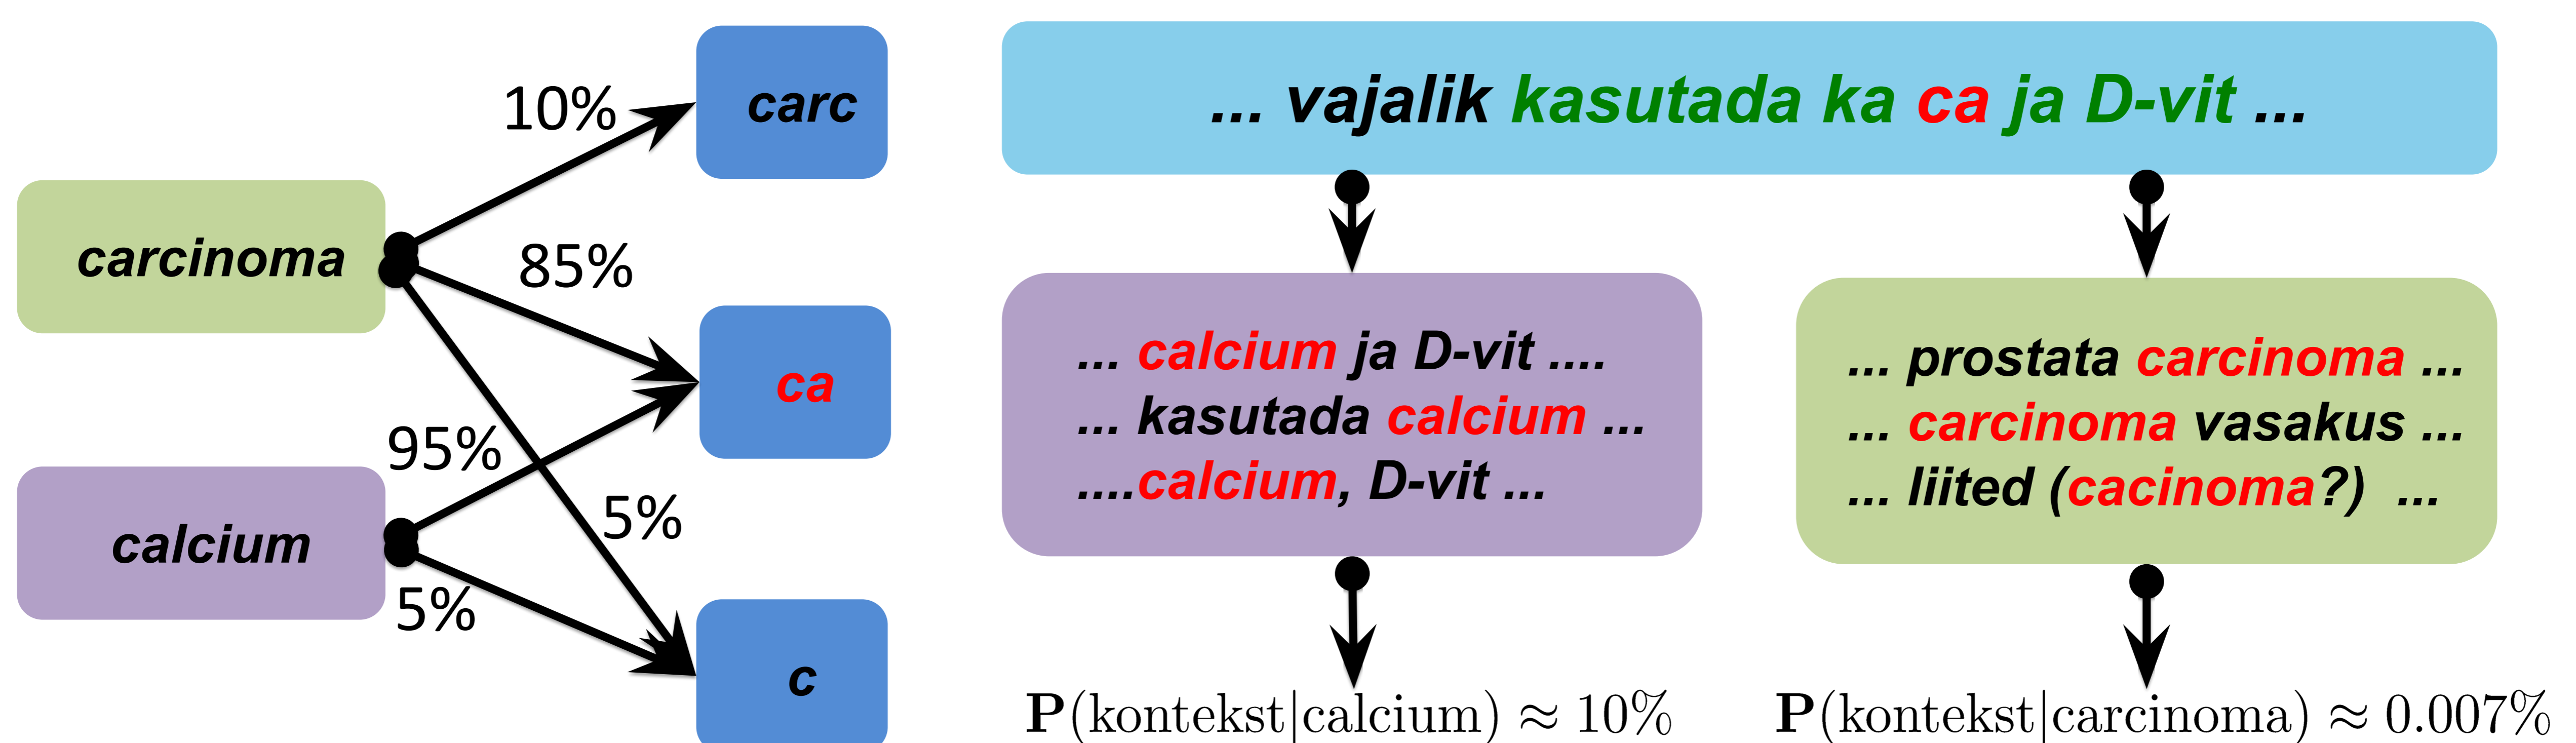 carcinoma
calcium
10%
85%
95%
5%
5%
carc
ca
c
... vajalik kasutada ka ca ja D-vit ...
... calcium ja D-vit ....
... kasutada calcium ...
....calcium, D-vit ...
P(kontekst|calcium) ≈ 10%
... prostata carcinoma ...
... carcinoma vasakus ...
... liited (cacinoma?) ...
P(kontekst|carcinoma) ≈ 0.007%